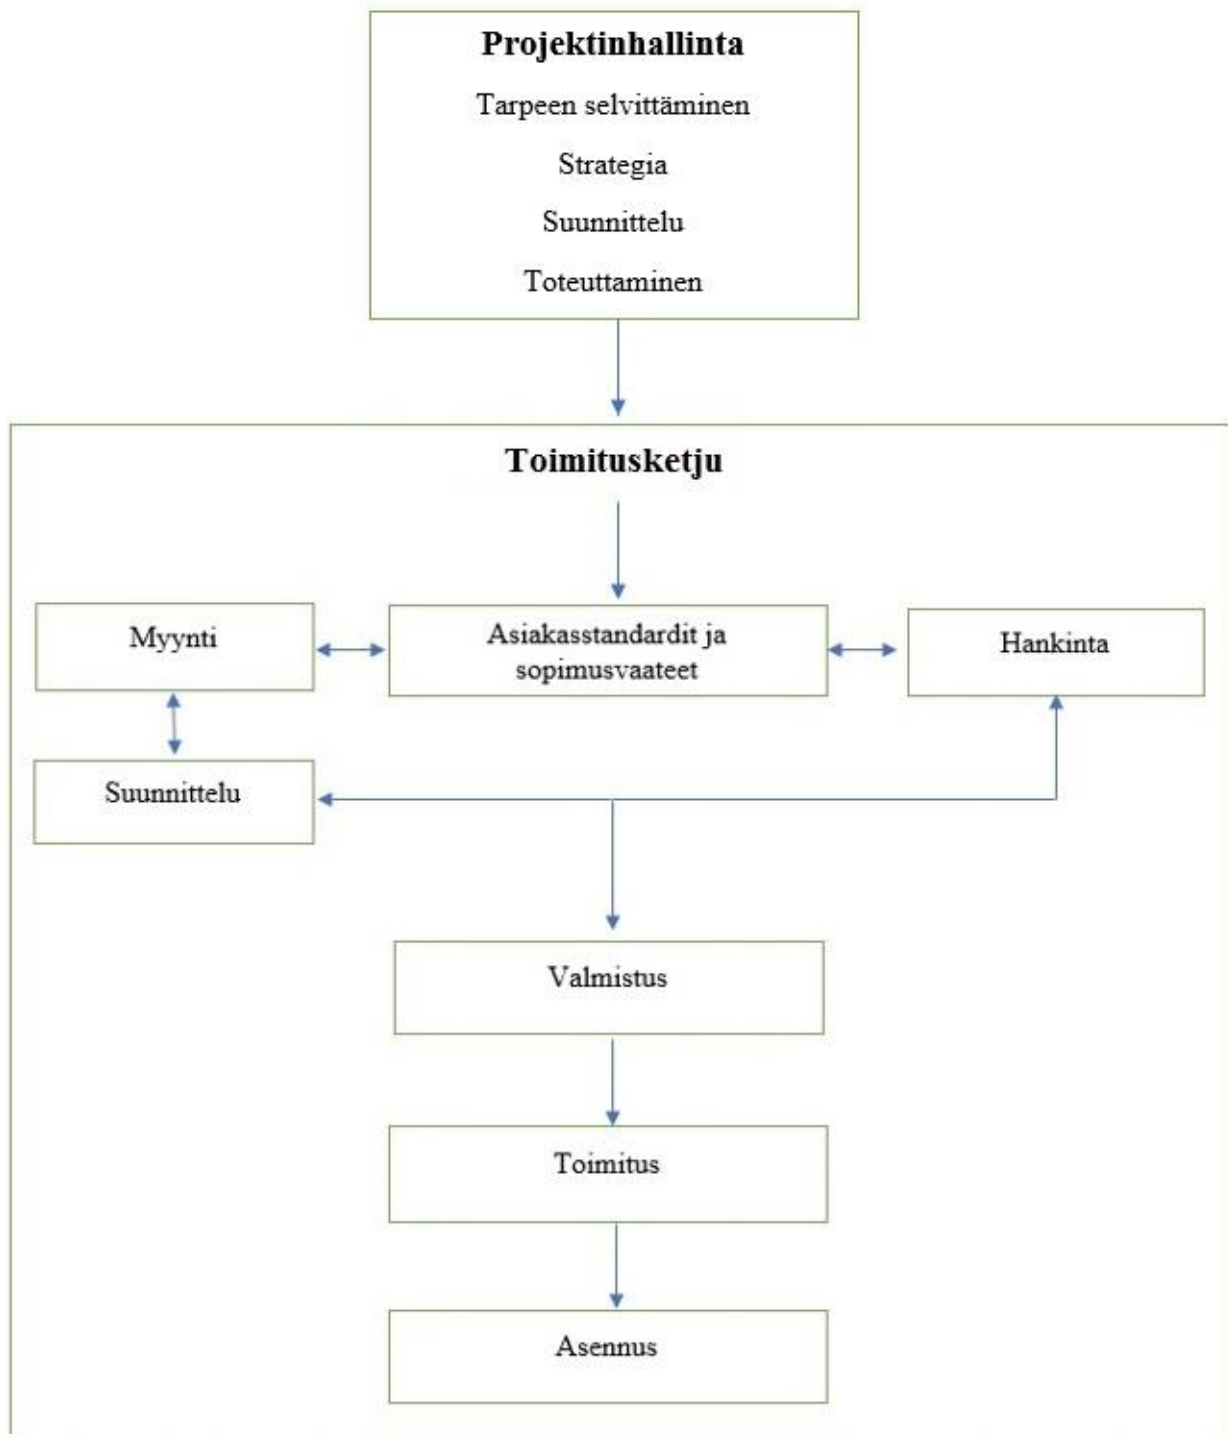 Projektinhallinta
Tarpeen selvittäminen
Strategia
Suunnittelu
Toteuttaminen
Toimitusketju
Myynti
Asiakasstandardit ja
sopimusvaateet
Hankinta
Suunnittelu
Valmistus
Toimitus
Asennus